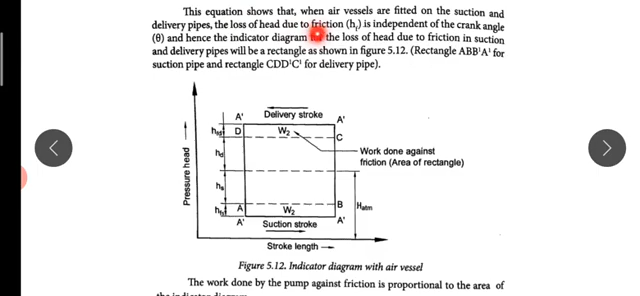 This equation shows that, when air vessels are fitted on the suction and
delivery pipes, the loss of head due to friction (hf) is independent of the crank angle
(θ) and hence the indicator diagram the loss of head due to friction in suction
and delivery pipes will be a rectangle as shown in figure 5.12. (Rectangle ABB'A' for
suction pipe and rectangle CDD'C' for delivery pipe).
A' Delivery stroke A'
D W2 C
hd
Pressure head
Work done against
friction (Area of rectangle)
hs
A W2 B Hatm
A' Suction stroke A'
Stroke length
Figure 5.12. Indicator diagram with air vessel
The work done by the pump against friction is proportional to the area of